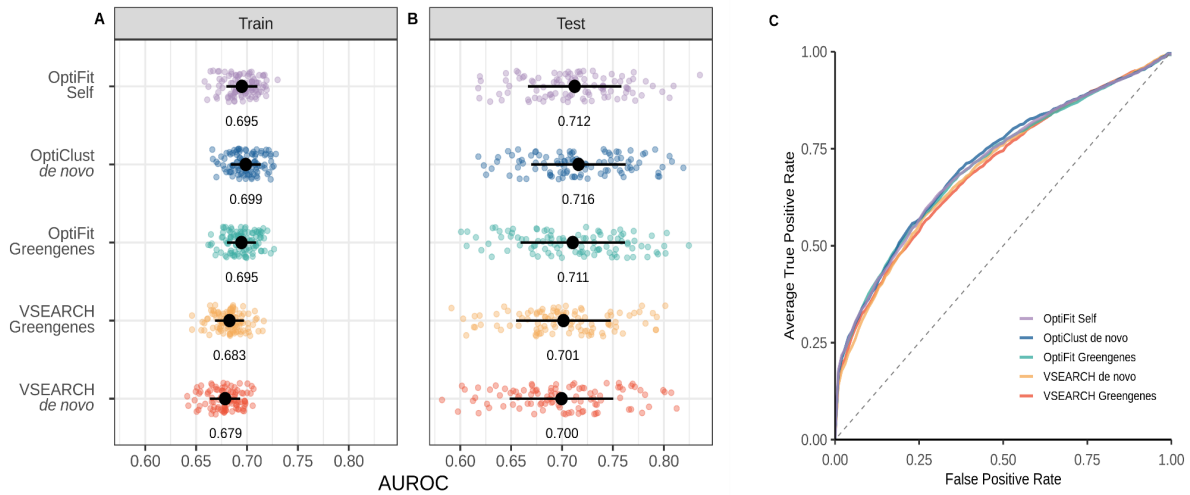 A
Train
B
Test
OptiFit
Self
OptiClust
de novo
OptiFit
Greengenes
VSEARCH
Greengenes
VSEARCH
de novo
0.695
0.699
0.695
0.683
0.679
0.712
0.716
0.711
0.701
0.700
0.60 0.65 0.70 0.75 0.80
0.60 0.65 0.70 0.75 0.80
AUROC
C
Average True Positive Rate
1.00
0.75
0.50
0.25
0.00
OptiFit Self
OptiClust de novo
OptiFit Greengenes
VSEARCH de novo
VSEARCH Greengenes
0.00 0.25 0.50 0.75 1.00
False Positive Rate